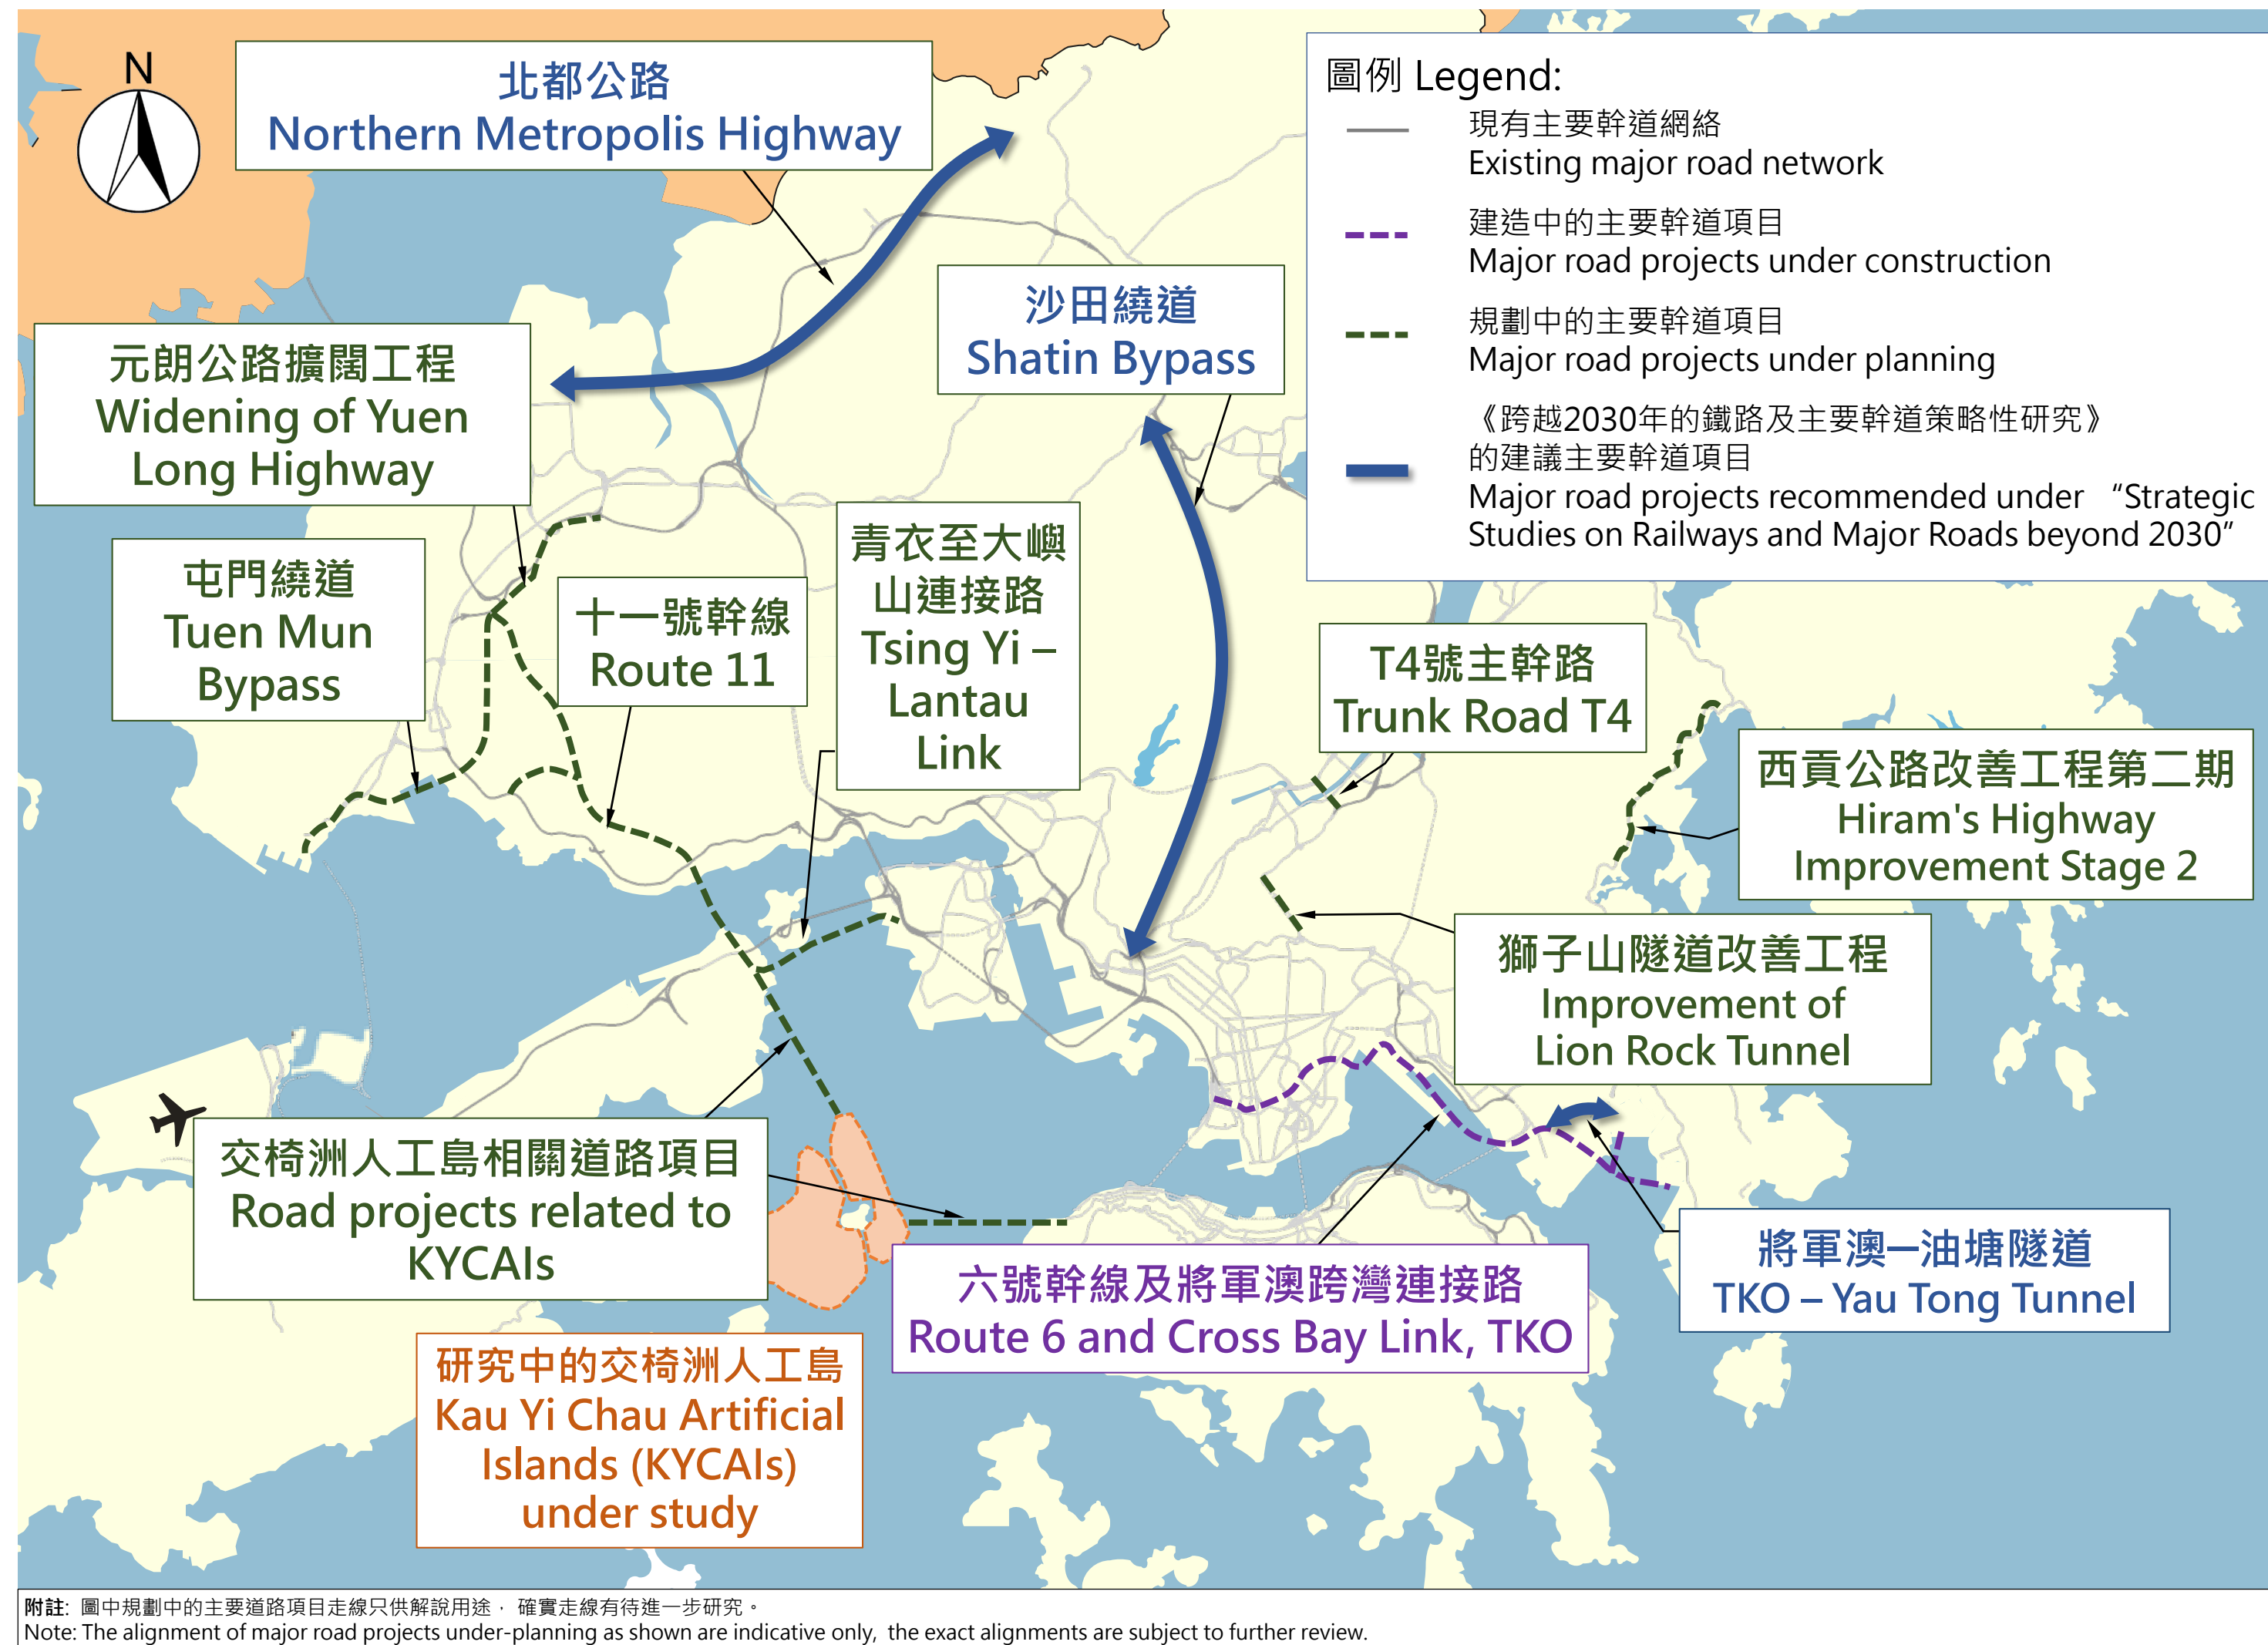 N
北都公路
Northern Metropolis Highway
圖例 Legend:
現有主要幹道網絡
Existing major road network
建造中的主要幹道項目
Major road projects under construction
規劃中的主要幹道項目
Major road projects under planning
《跨越2030年的鐵路及主要幹道策略性研究》
的建議主要幹道項目
Major road projects recommended under “Strategic
Studies on Railways and Major Roads beyond 2030”
沙田繞道
Shatin Bypass
元朗公路擴闊工程
Widening of Yuen
Long Highway
屯門繞道
Tuen Mun
Bypass
十一號幹線
Route 11
青衣至大嶼
山連接路
Tsing Yi –
Lantau
Link
T4號主幹路
Trunk Road T4
西貢公路改善工程第二期
Hiram's Highway
Improvement Stage 2
獅子山隧道改善工程
Improvement of
Lion Rock Tunnel
交椅洲人工島相關道路項目
Road projects related to
KYCAIs
六號幹線及將軍澳跨灣連接路
Route 6 and Cross Bay Link, TKO
將軍澳—油塘隧道
TKO – Yau Tong Tunnel
研究中的交椅洲人工島
Kau Yi Chau Artificial
Islands (KYCAIs)
under study
附註: 圖中規劃中的主要道路項目走線只供解說用途， 確實走線有待進一步研究。
Note: The alignment of major road projects under-planning as shown are indicative only, the exact alignments are subject to further review.